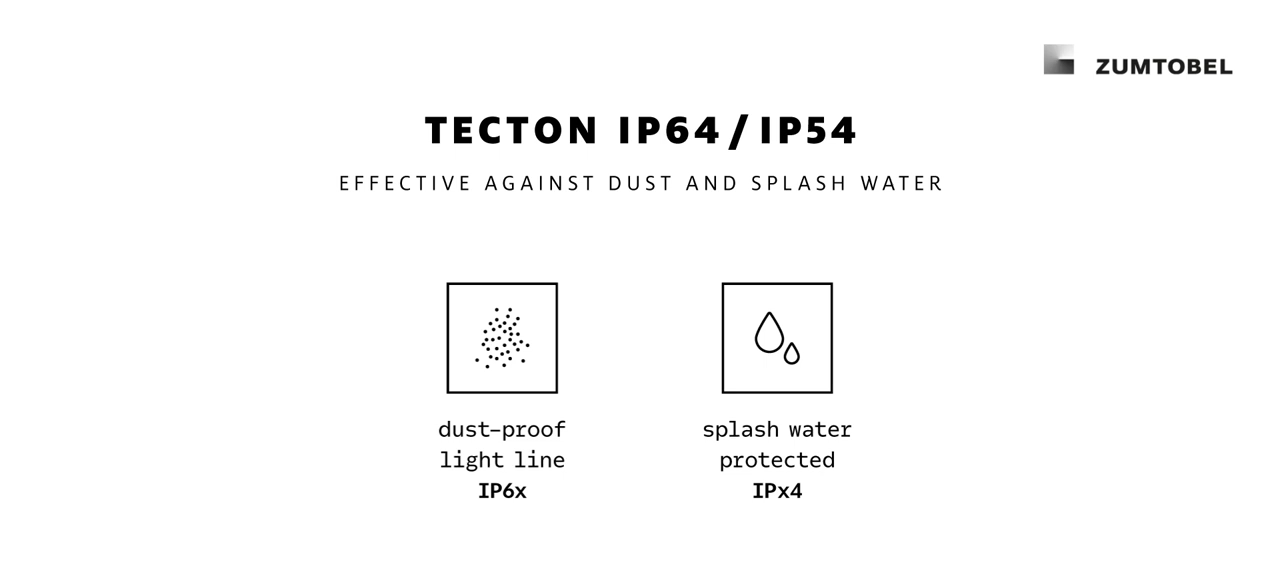 ZUMTOBEL
TECTON IP64/IP54
EFFECTIVE AGAINST DUST AND SPLASH WATER
dust-proof
light line
IP6x
splash water
protected
IPx4